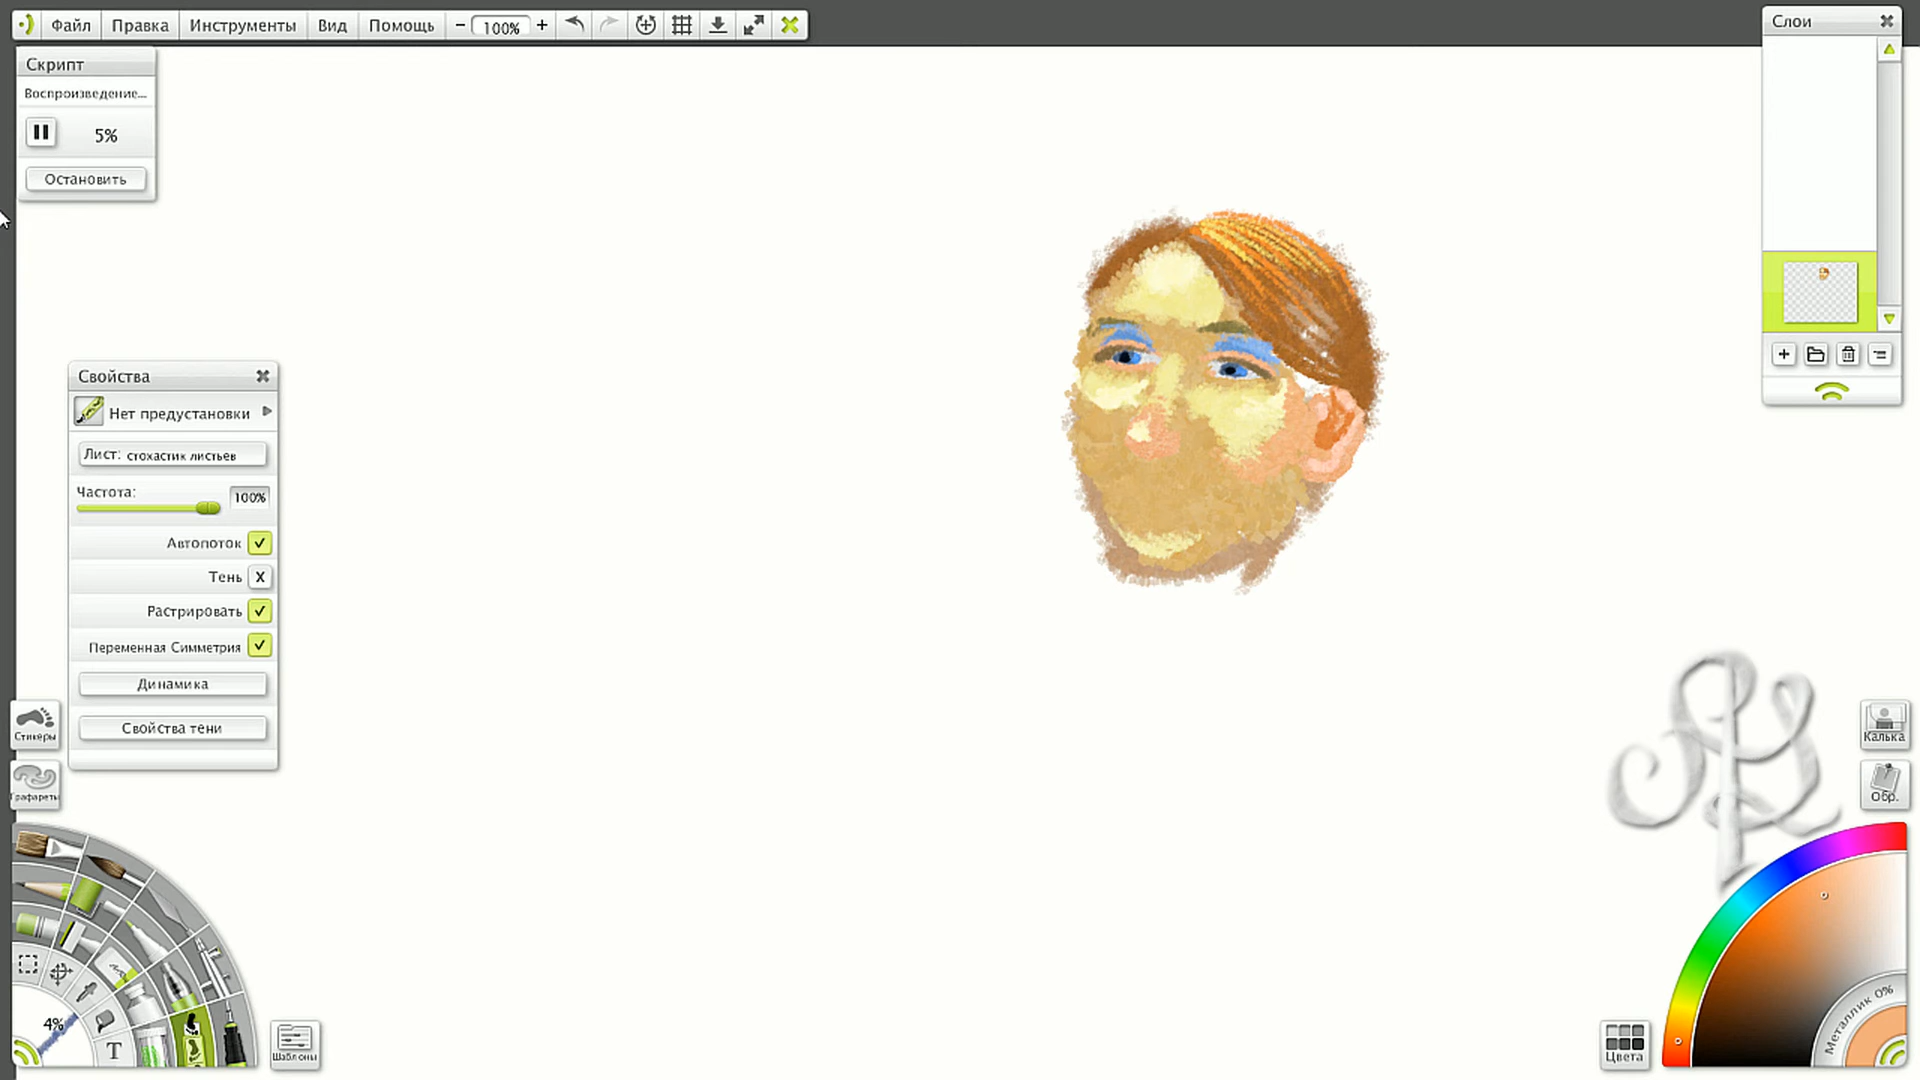 Файл Правка Инструменты Вид Помощь − 100% +
Слои
Скрипт
Воспроизведение...
5%
Остановить
Свойства
Нет предустановки
Лист: стохастик листьев
Частота: 100%
Автопоток
Тень X
Растрировать
Переменная Симметрия
Динамика
Свойства тени
Стикеры
Трафареты
Калька
Обр.
4%
T
Шаблоны
Цвета
Металлик 0%